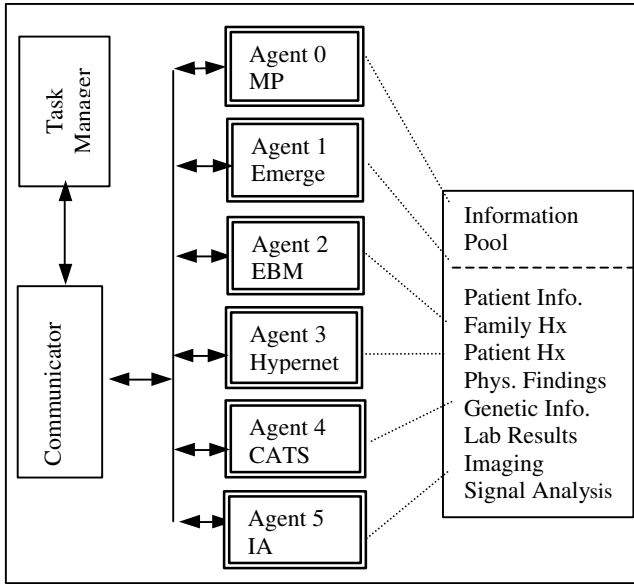 Task
Manager
Communicator
Agent 0
MP
Agent 1
Emerge
Agent 2
EBM
Agent 3
Hypernet
Agent 4
CATS
Agent 5
IA
Information
Pool
Patient Info.
Family Hx
Patient Hx
Phys. Findings
Genetic Info.
Lab Results
Imaging
Signal Analysis